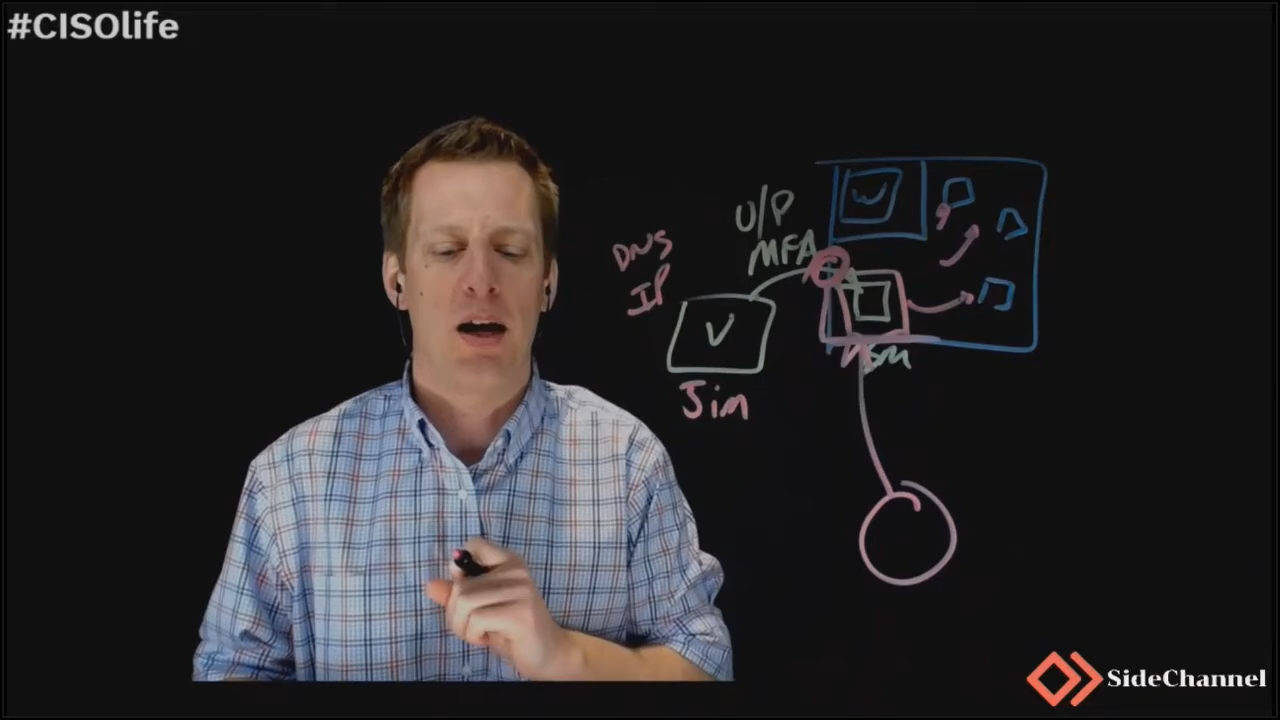 #CISOlife
U/P
MFA
DNS
IP
W
V
Jim
SideChannel